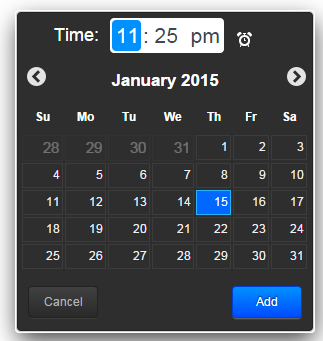 Time: 11: 25 pm
January 2015
Su Mo Tu We Th Fr Sa
28 29 30 31 1 2 3
4 5 6 7 8 9 10
11 12 13 14 15 16 17
18 19 20 21 22 23 24
25 26 27 28 29 30 31
Cancel Add